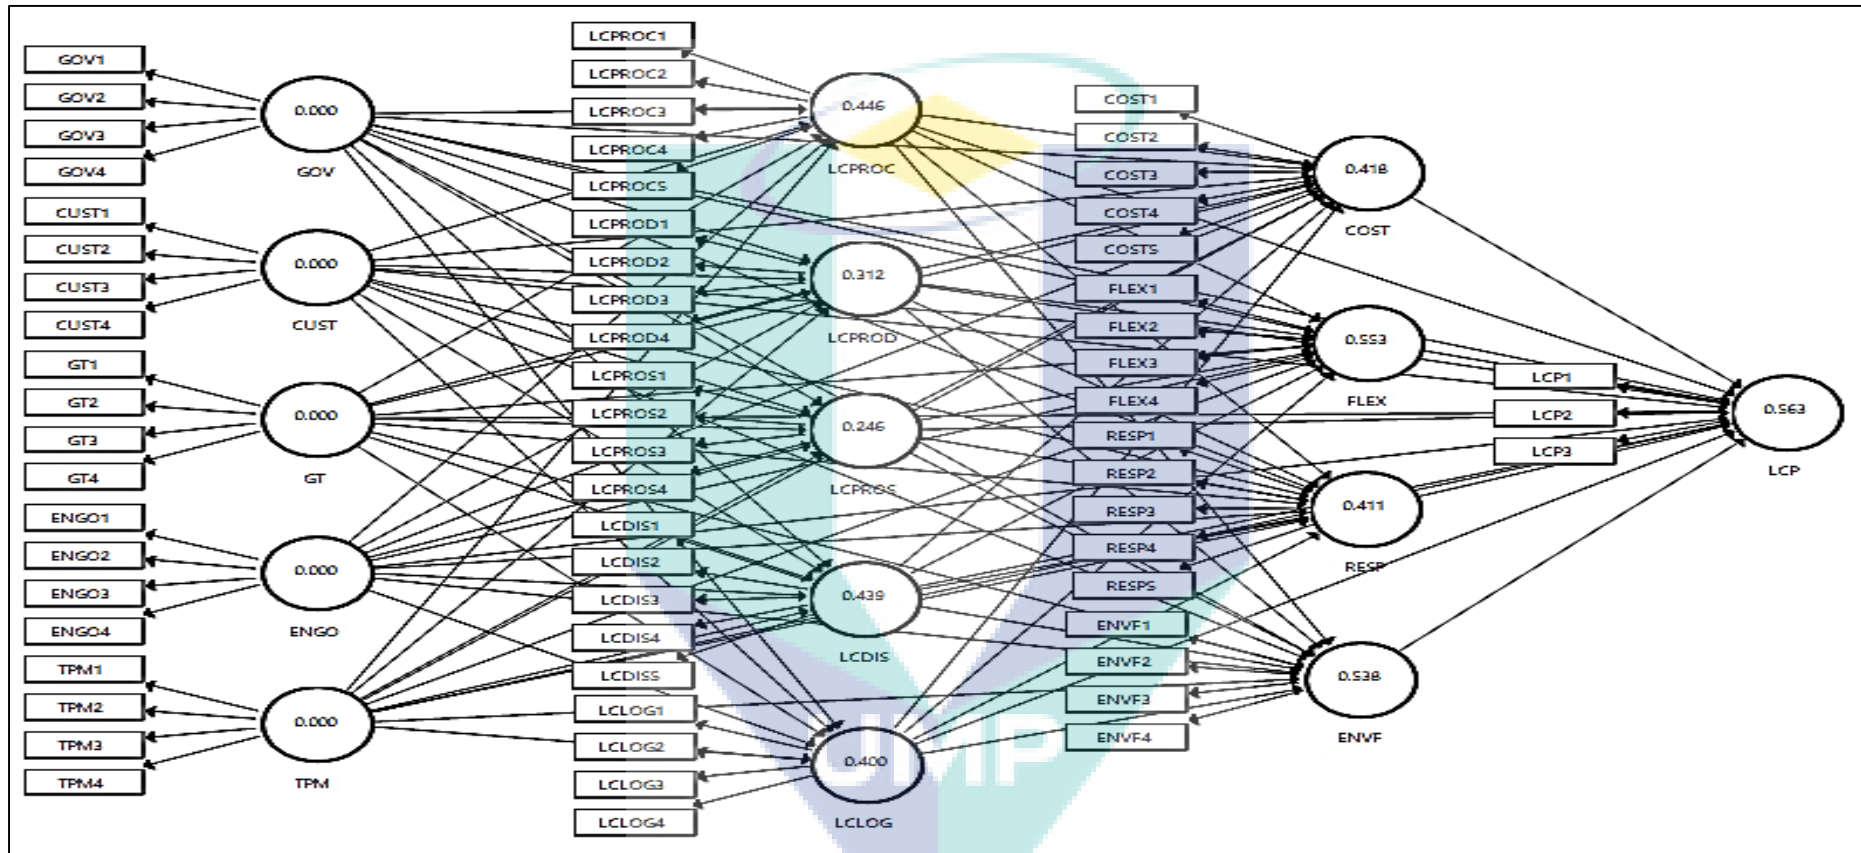 GOV1
GOV2
GOV3
GOV4
CUST1
CUST2
CUST3
CUST4
GT1
GT2
GT3
GT4
ENGO1
ENGO2
ENGO3
ENGO4
TPM1
TPM2
TPM3
TPM4
0.000
GOV
0.000
CUST
0.000
GT
0.000
ENGO
0.000
TPM
LCPROC1
LCPROC2
LCPROC3
LCPROC4
LCPROC5
LCPROD1
LCPROD2
LCPROD3
LCPROD4
LCPROS1
LCPROS2
LCPROS3
LCPROS4
LCDIS1
LCDIS2
LCDIS3
LCDIS4
LCDIS5
LCLOG1
LCLOG2
LCLOG3
LCLOG4
0.446
LCPROC
0.312
LCPROD
0.246
LCPROS
0.439
LCDIS
0.400
LCLOG
UMP
COST1
COST2
COST3
COST4
COST5
FLEX1
FLEX2
FLEX3
FLEX4
RESP1
RESP2
RESP3
RESP4
RESP5
ENVF1
ENVF2
ENVF3
ENVF4
0.418
COST
0.553
FLEX
0.411
RESP
0.538
ENVF
LCP1
LCP2
LCP3
0.563
LCP